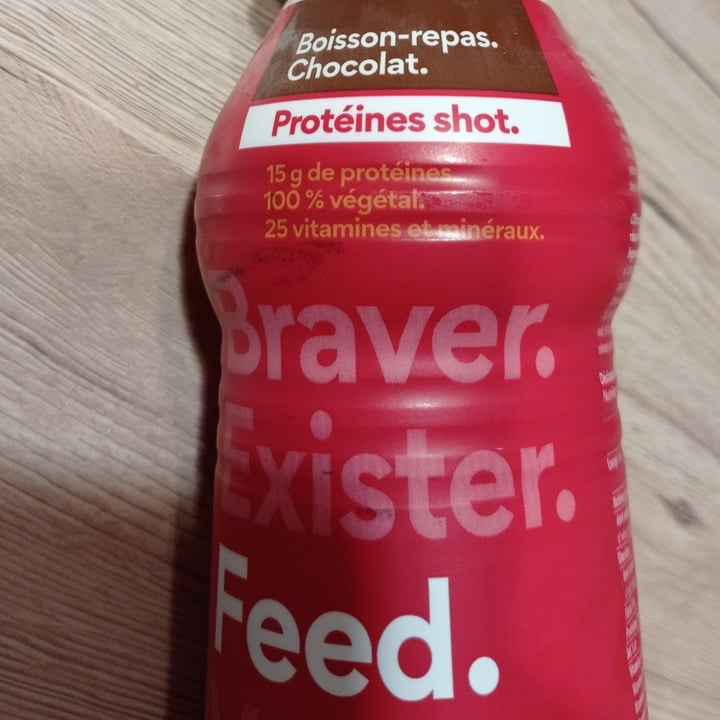 Boisson-repas.
Chocolat.
Protéines shot.
15 g de protéines
100 % végétal.
25 vitamines et minéraux.
Braver.
Exister.
Feed.